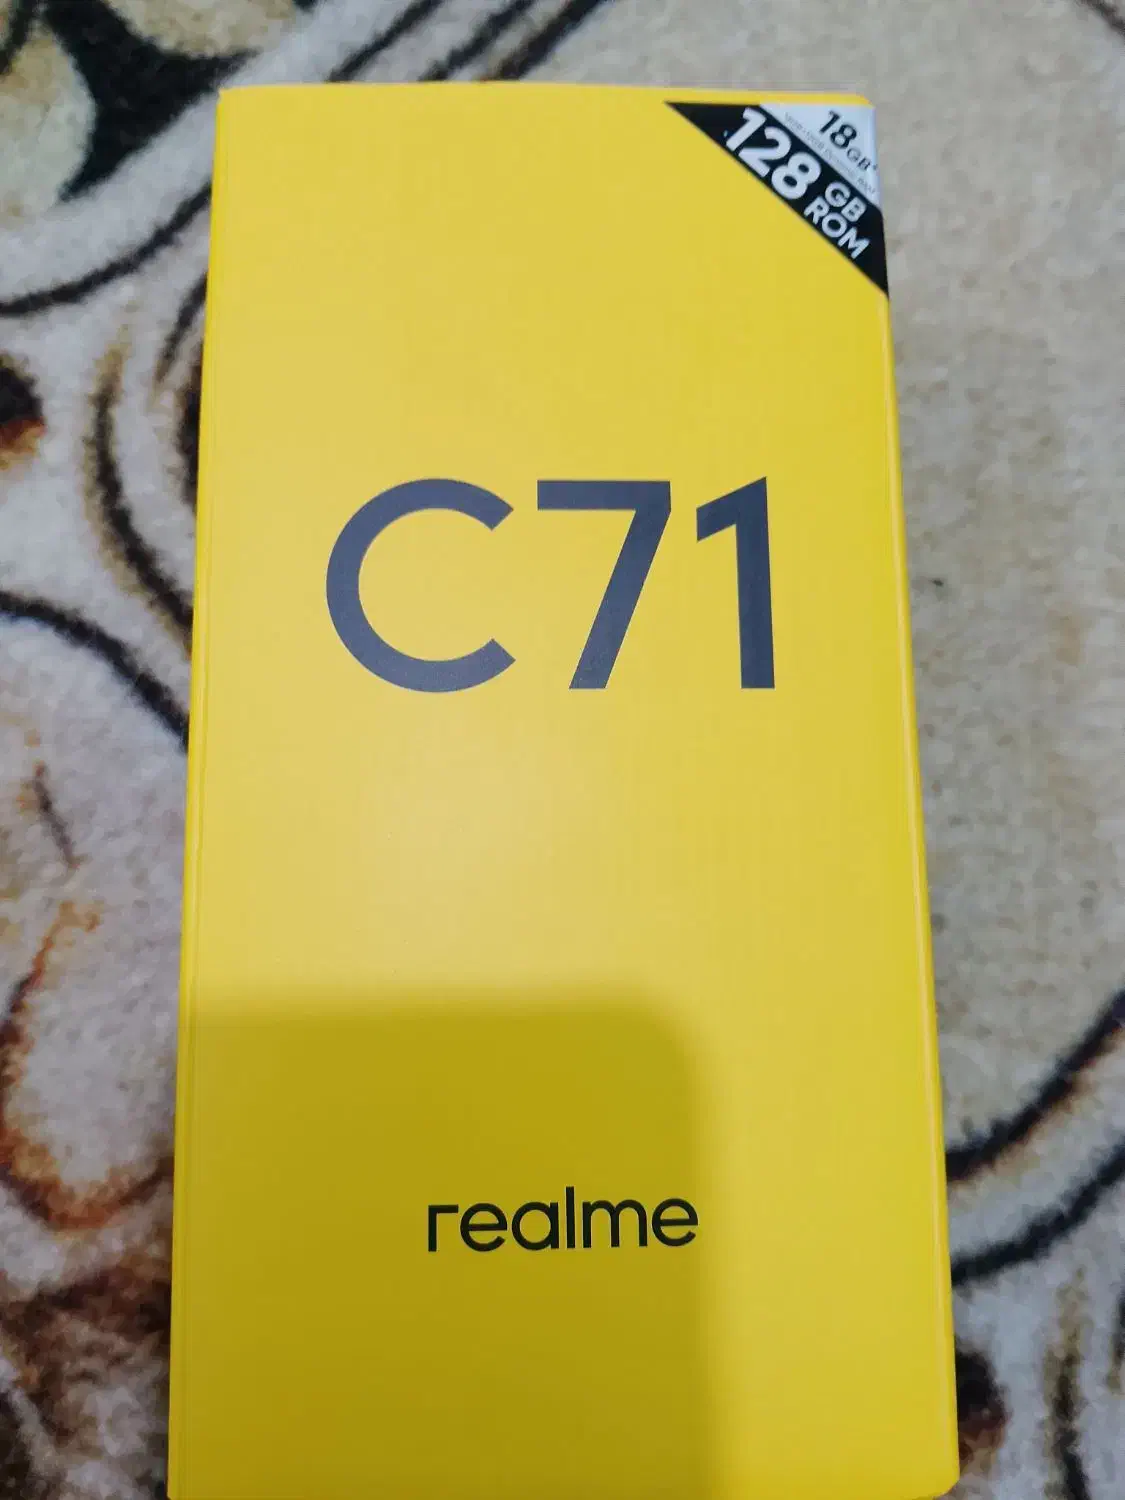 18GB*
128 GB
ROM
C71
realme